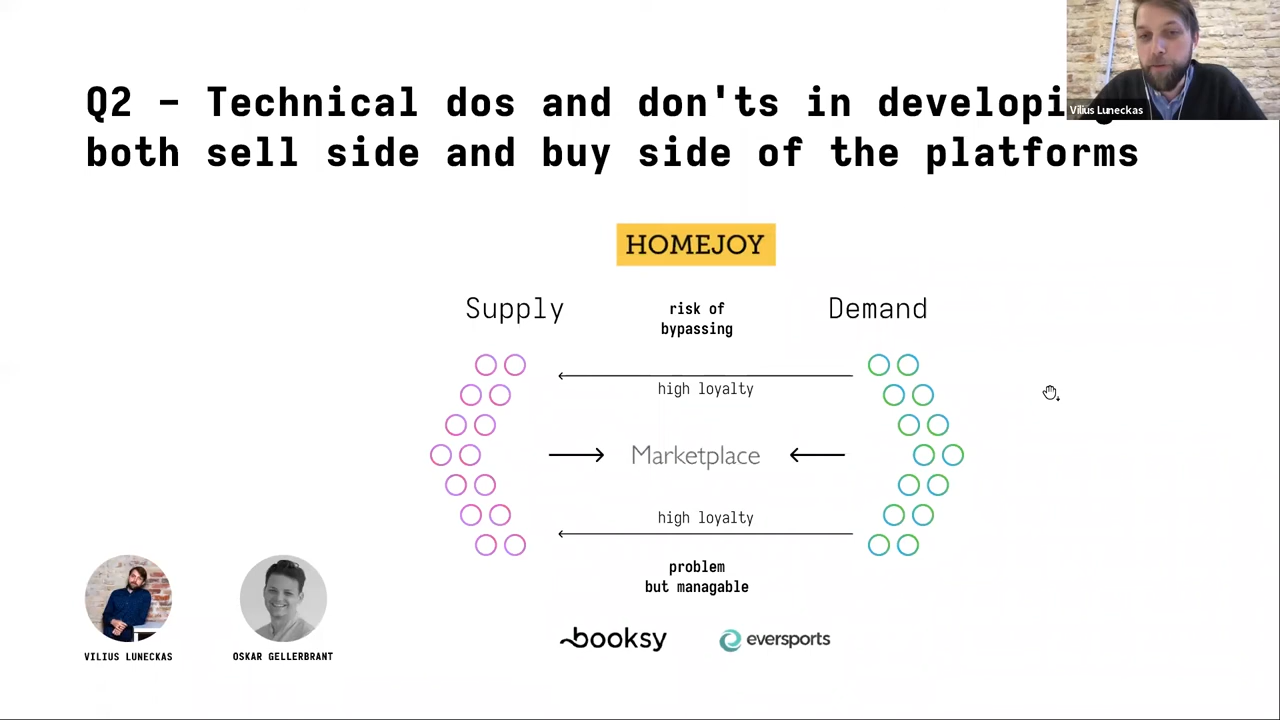 Q2 – Technical dos and don'ts in developi
both sell side and buy side of the platforms
Vilius Luneckas
HOMEJOY
Supply
risk of
bypassing
Demand
high loyalty
Marketplace
high loyalty
problem
but managable
booksy
eversports
VILIUS LUNECKAS
OSKAR GELLERBRANT